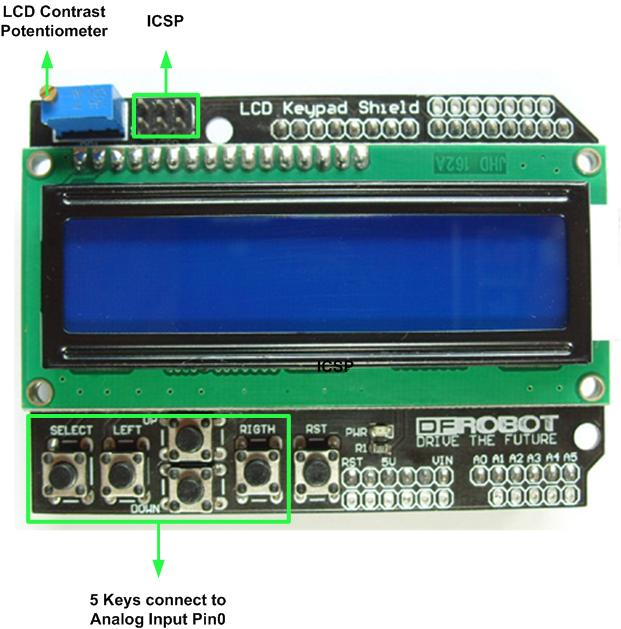 LCD Contrast
Potentiometer
ICSP
LCD Keypad Shield
JHD 162A
ICSP
SELECT
LEFT
UP
DOWN
RIGTH
RST
PWR
R1
DFROBOT
DRIVE THE FUTURE
RST
5V
VIN
A0 A1 A2 A3 A4 A5
5 Keys connect to
Analog Input Pin0